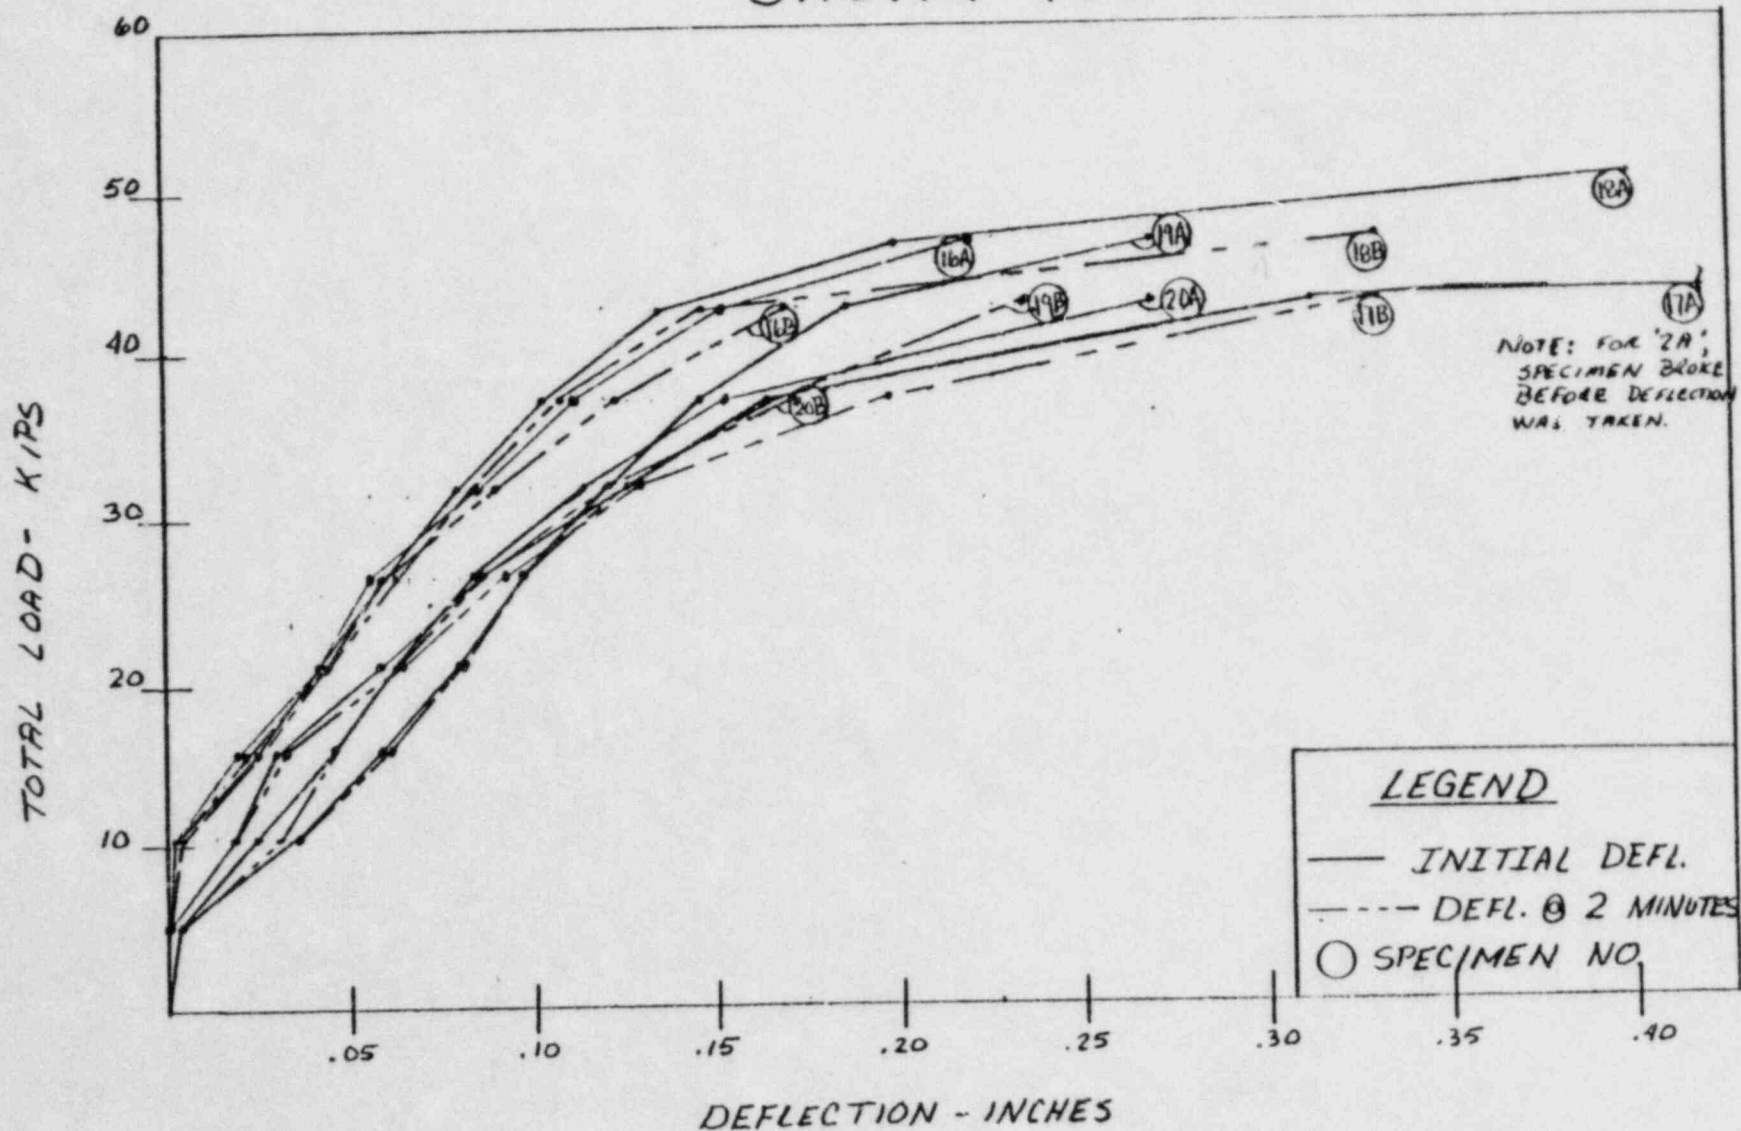 60
50
40
30
20
10
TOTAL LOAD - KIPS
18A
19A
16A
18B
19B
20A
17B
17A
16B
20B
NOTE: FOR "2A",
SPECIMEN BROKE
BEFORE DEFLECTION
WAS TAKEN.
LEGEND
INITIAL DEFL.
DEFL. @ 2 MINUTES
SPECIMEN NO.
.05 .10 .15 .20 .25 .30 .35 .40
DEFLECTION - INCHES